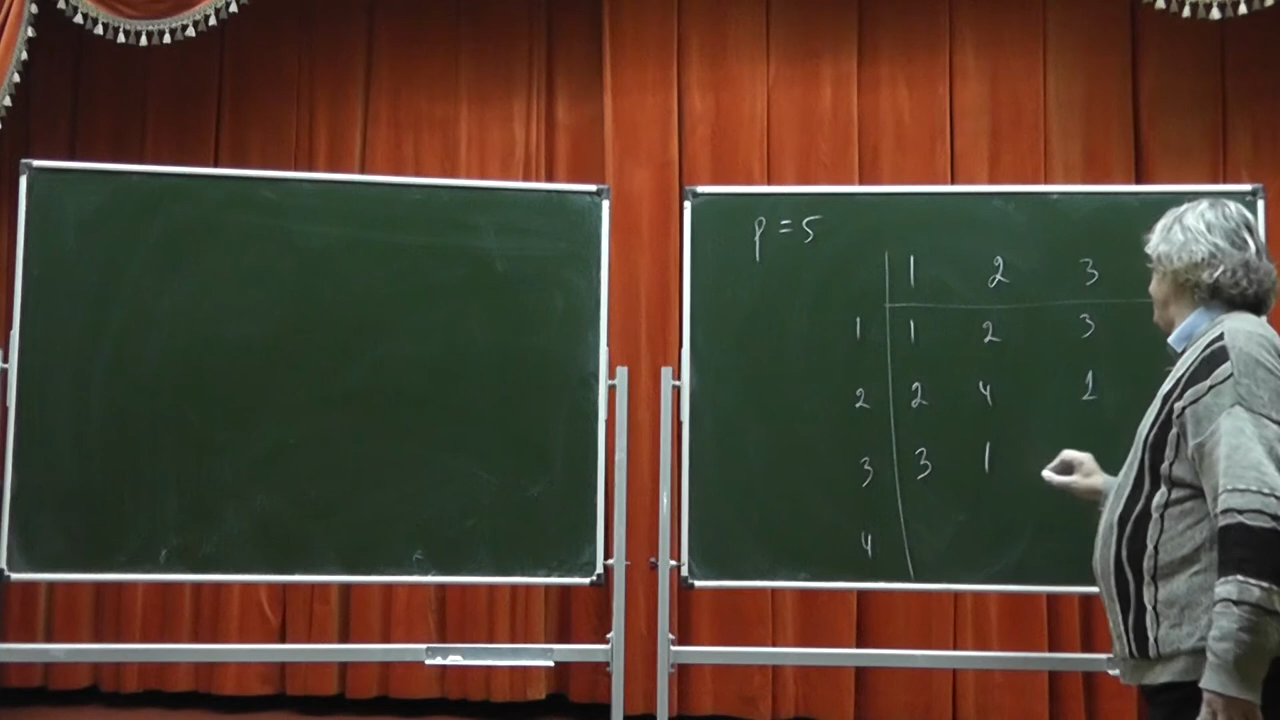 p = 5
1 2 3
1 1 2 3
2 2 4 1
3 3 1
4